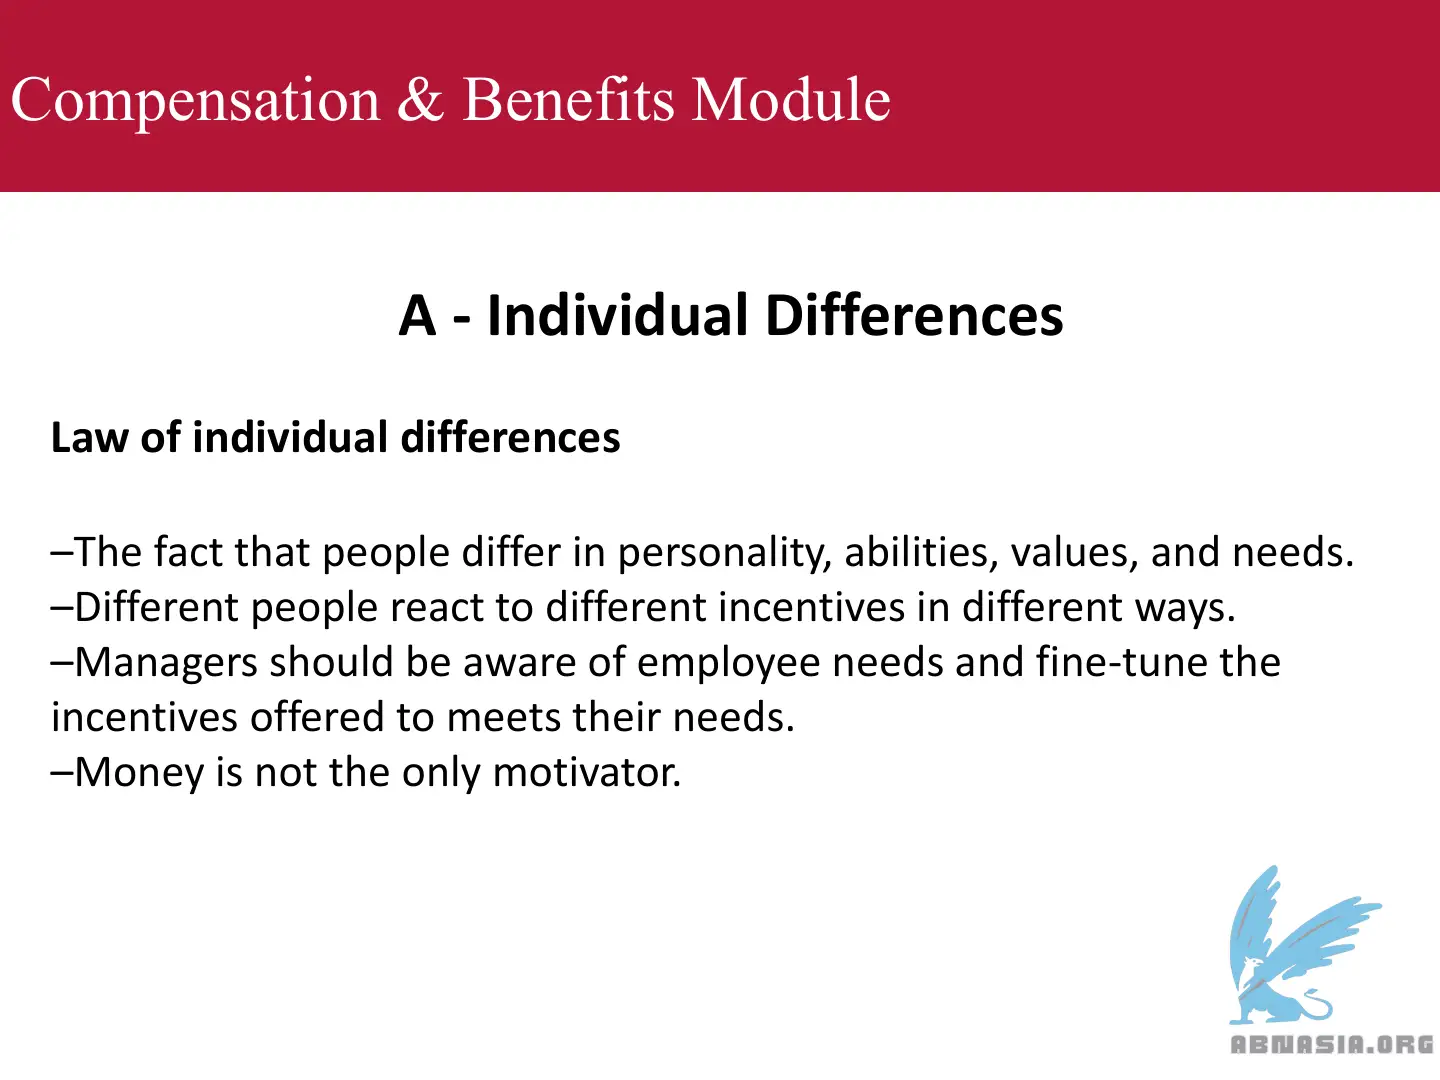 Compensation & Benefits Module
A - Individual Differences
Law of individual differences
–The fact that people differ in personality, abilities, values, and needs.
–Different people react to different incentives in different ways.
–Managers should be aware of employee needs and fine-tune the
incentives offered to meets their needs.
–Money is not the only motivator.
ABNASIA.ORG